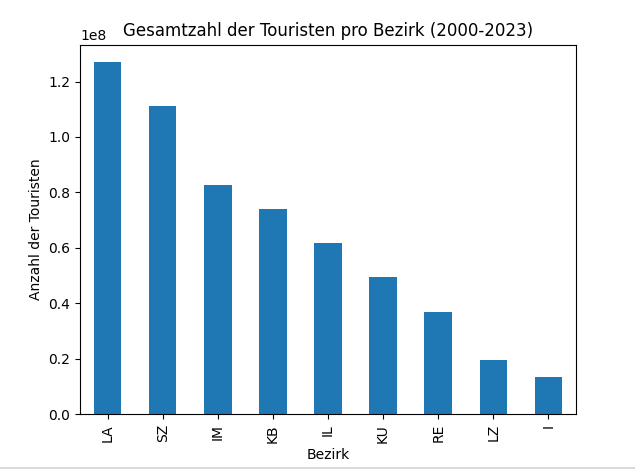 Gesamtzahl der Touristen pro Bezirk (2000-2023)
1e8
1.2
1.0
0.8
0.6
0.4
0.2
0.0
Anzahl der Touristen
LA SZ IM KB IL KU RE LZ I
Bezirk